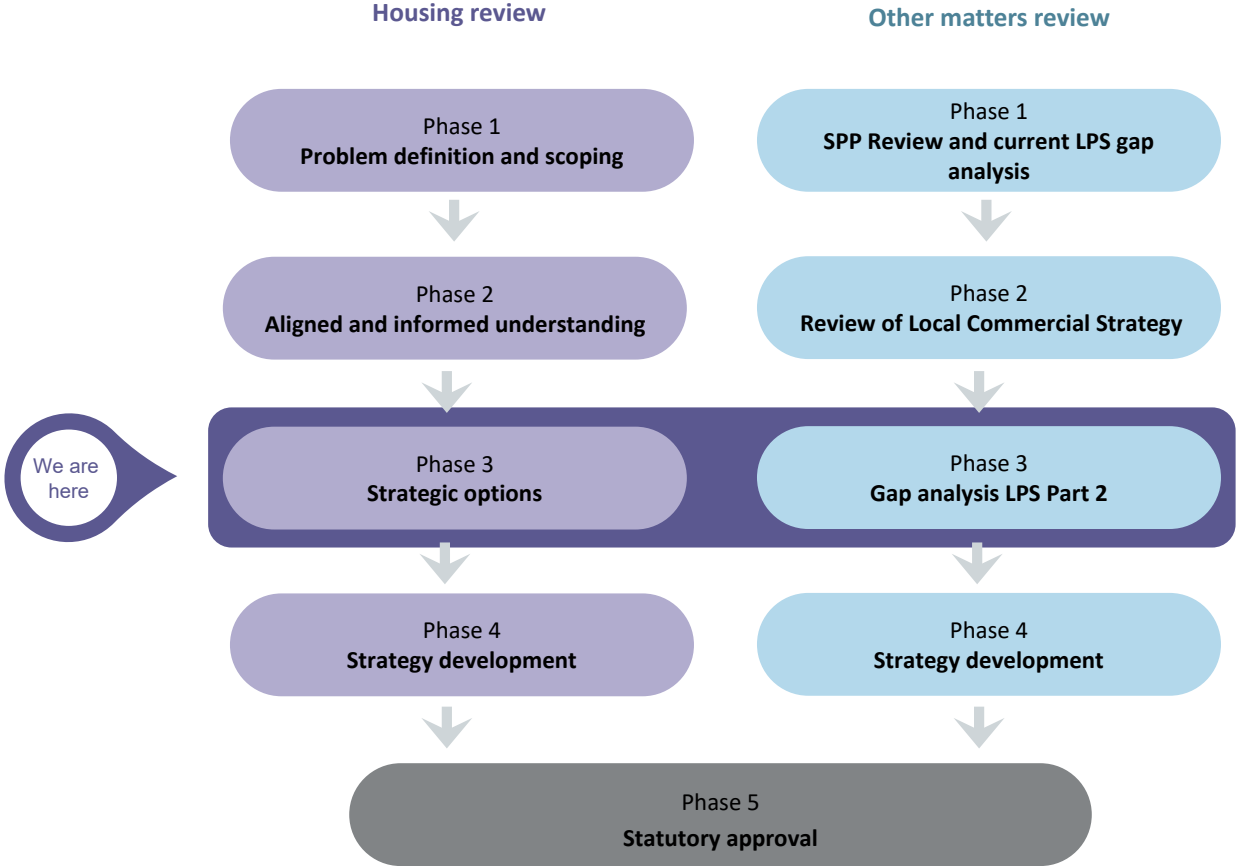 Housing review
Other matters review
Phase 1
Problem definition and scoping
Phase 1
SPP Review and current LPS gap
analysis
Phase 2
Aligned and informed understanding
Phase 2
Review of Local Commercial Strategy
We are
here
Phase 3
Strategic options
Phase 3
Gap analysis LPS Part 2
Phase 4
Strategy development
Phase 4
Strategy development
Phase 5
Statutory approval